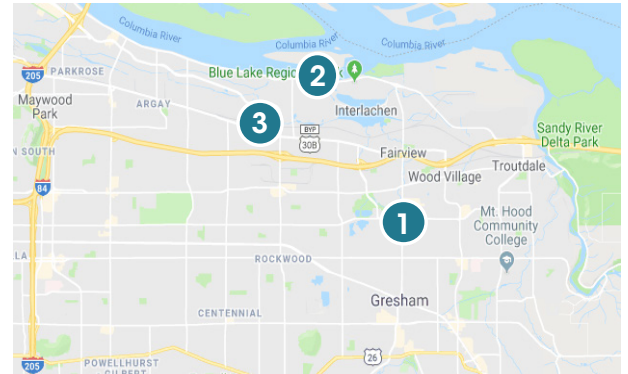 Columbia River
Columbia River
Columbia River
205
PARKROSE
Blue Lake Regi
2
k
Maywood
Park
ARGAY
Interlachen
3
BYP
30B
Sandy River
Delta Park
N SOUTH
Fairview
Troutdale
84
Wood Village
1
Mt. Hood
Community
College
LA
ROCKWOOD
Gresham
CENTENNIAL
26
205
POWELLHURST